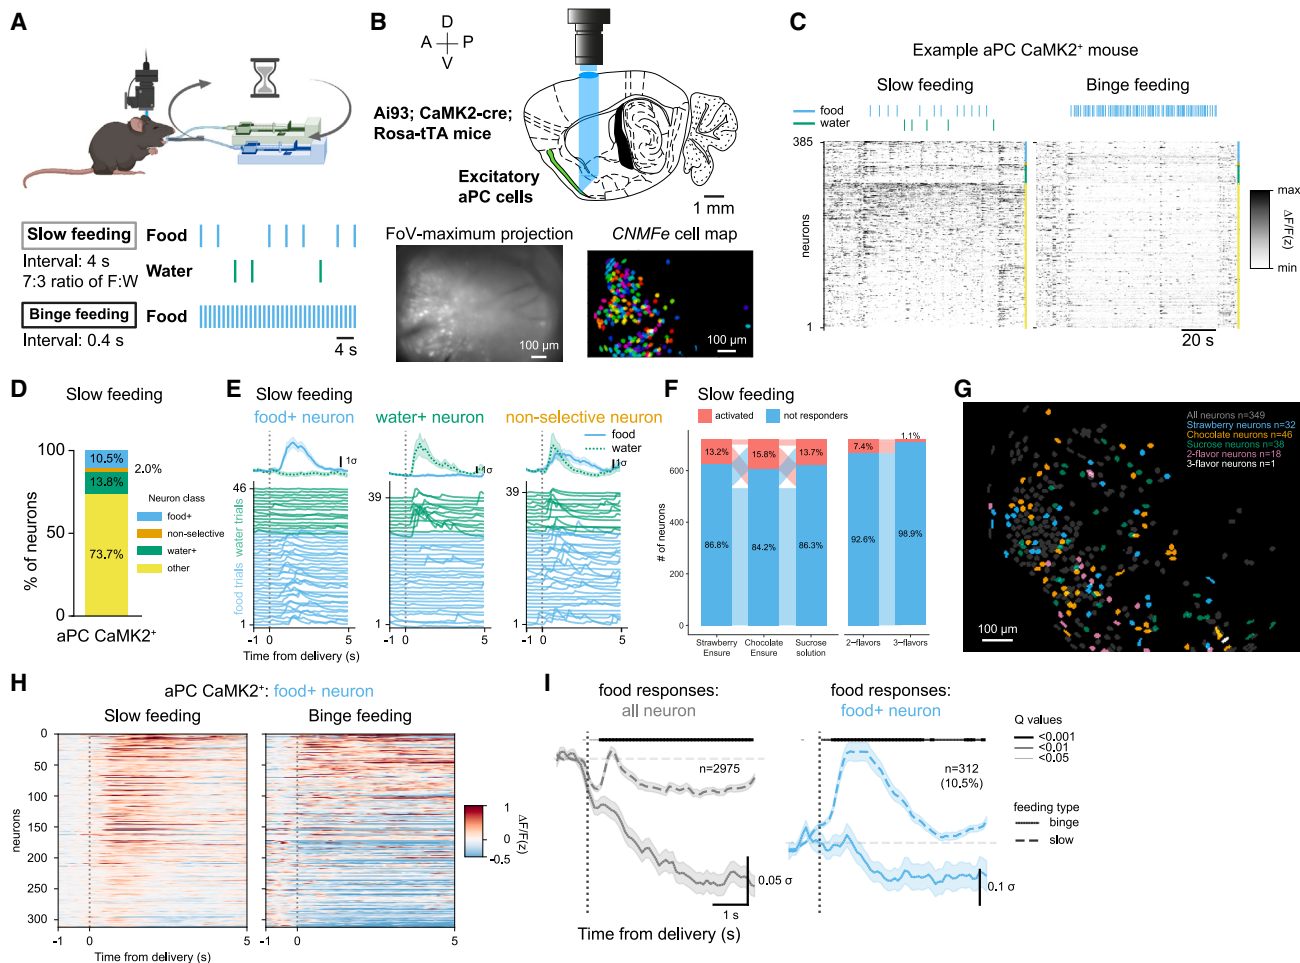 A
Slow feeding
Food
Interval: 4 s
7:3 ratio of F:W
Water
Binge feeding
Food
Interval: 0.4 s
4 s
B
D
A
P
V
Ai93; CaMK2-cre;
Rosa-tTA mice
Excitatory
aPC cells
1 mm
FoV-maximum projection
CNMFe cell map
100 µm
100 µm
C
Example aPC CaMK2+ mouse
Slow feeding
Binge feeding
food
water
385
neurons
1
max
ΔF/F(z)
min
20 s
D
Slow feeding
100
50
0
% of neurons
10.5%
2.0%
13.8%
73.7%
Neuron class
food+
non-selective
water+
other
aPC CaMK2+
E
Slow feeding
food+ neuron
water+ neuron
non-selective neuron
food
water
1σ
1σ
1σ
46
39
39
water trials
food trials
1
1
1
-1 0 5
-1 0 5
-1 0 5
Time from delivery (s)
F
Slow feeding
activated
not responders
# of neurons
600
400
200
0
13.2%
15.8%
13.7%
7.4%
1.1%
86.8%
84.2%
86.3%
92.6%
98.9%
Strawberry
Ensure
Chocolate
Ensure
Sucrose
solution
2-flavors
3-flavors
G
All neurons n=349
Strawberry neurons n=32
Chocolate neurons n=46
Sucrose neurons n=38
2-flavor neurons n=18
3-flavor neurons n=1
100 µm
H
aPC CaMK2+: food+ neuron
Slow feeding
Binge feeding
neurons
0
50
100
150
200
250
300
-1 0 5
-1 0 5
Time from delivery (s)
1
0
-0.5
ΔF/F(z)
I
food responses:
all neuron
food responses:
food+ neuron
n=2975
n=312
(10.5%)
0.05 σ
0.1 σ
1 s
Time from delivery (s)
Q values
<0.001
<0.01
<0.05
feeding type
binge
slow